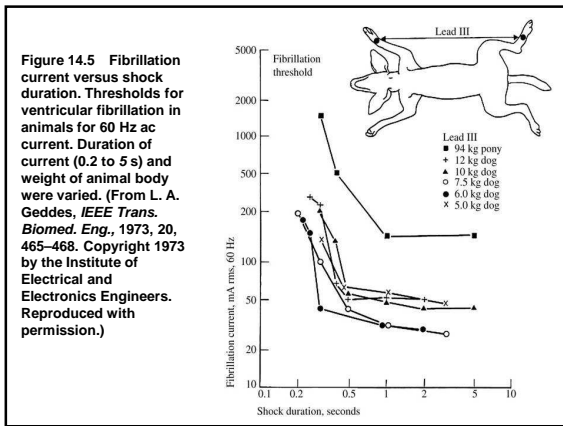 Figure 14.5 Fibrillation
current versus shock
duration. Thresholds for
ventricular fibrillation in
animals for 60 Hz ac
current. Duration of
current (0.2 to 5 s) and
weight of animal body
were varied. (From L. A.
Geddes, IEEE Trans.
Biomed. Eng., 1973, 20,
465–468. Copyright 1973
by the Institute of
Electrical and
Electronics Engineers.
Reproduced with
permission.)
Lead III
Fibrillation
threshold
Lead III
94 kg pony
12 kg dog
10 kg dog
7.5 kg dog
6.0 kg dog
5.0 kg dog
Fibrillation current, mA rms, 60 Hz
5000
2000
1000
500
200
100
50
20
10
0.1 0.2 0.5 1 2 5 10
Shock duration, seconds